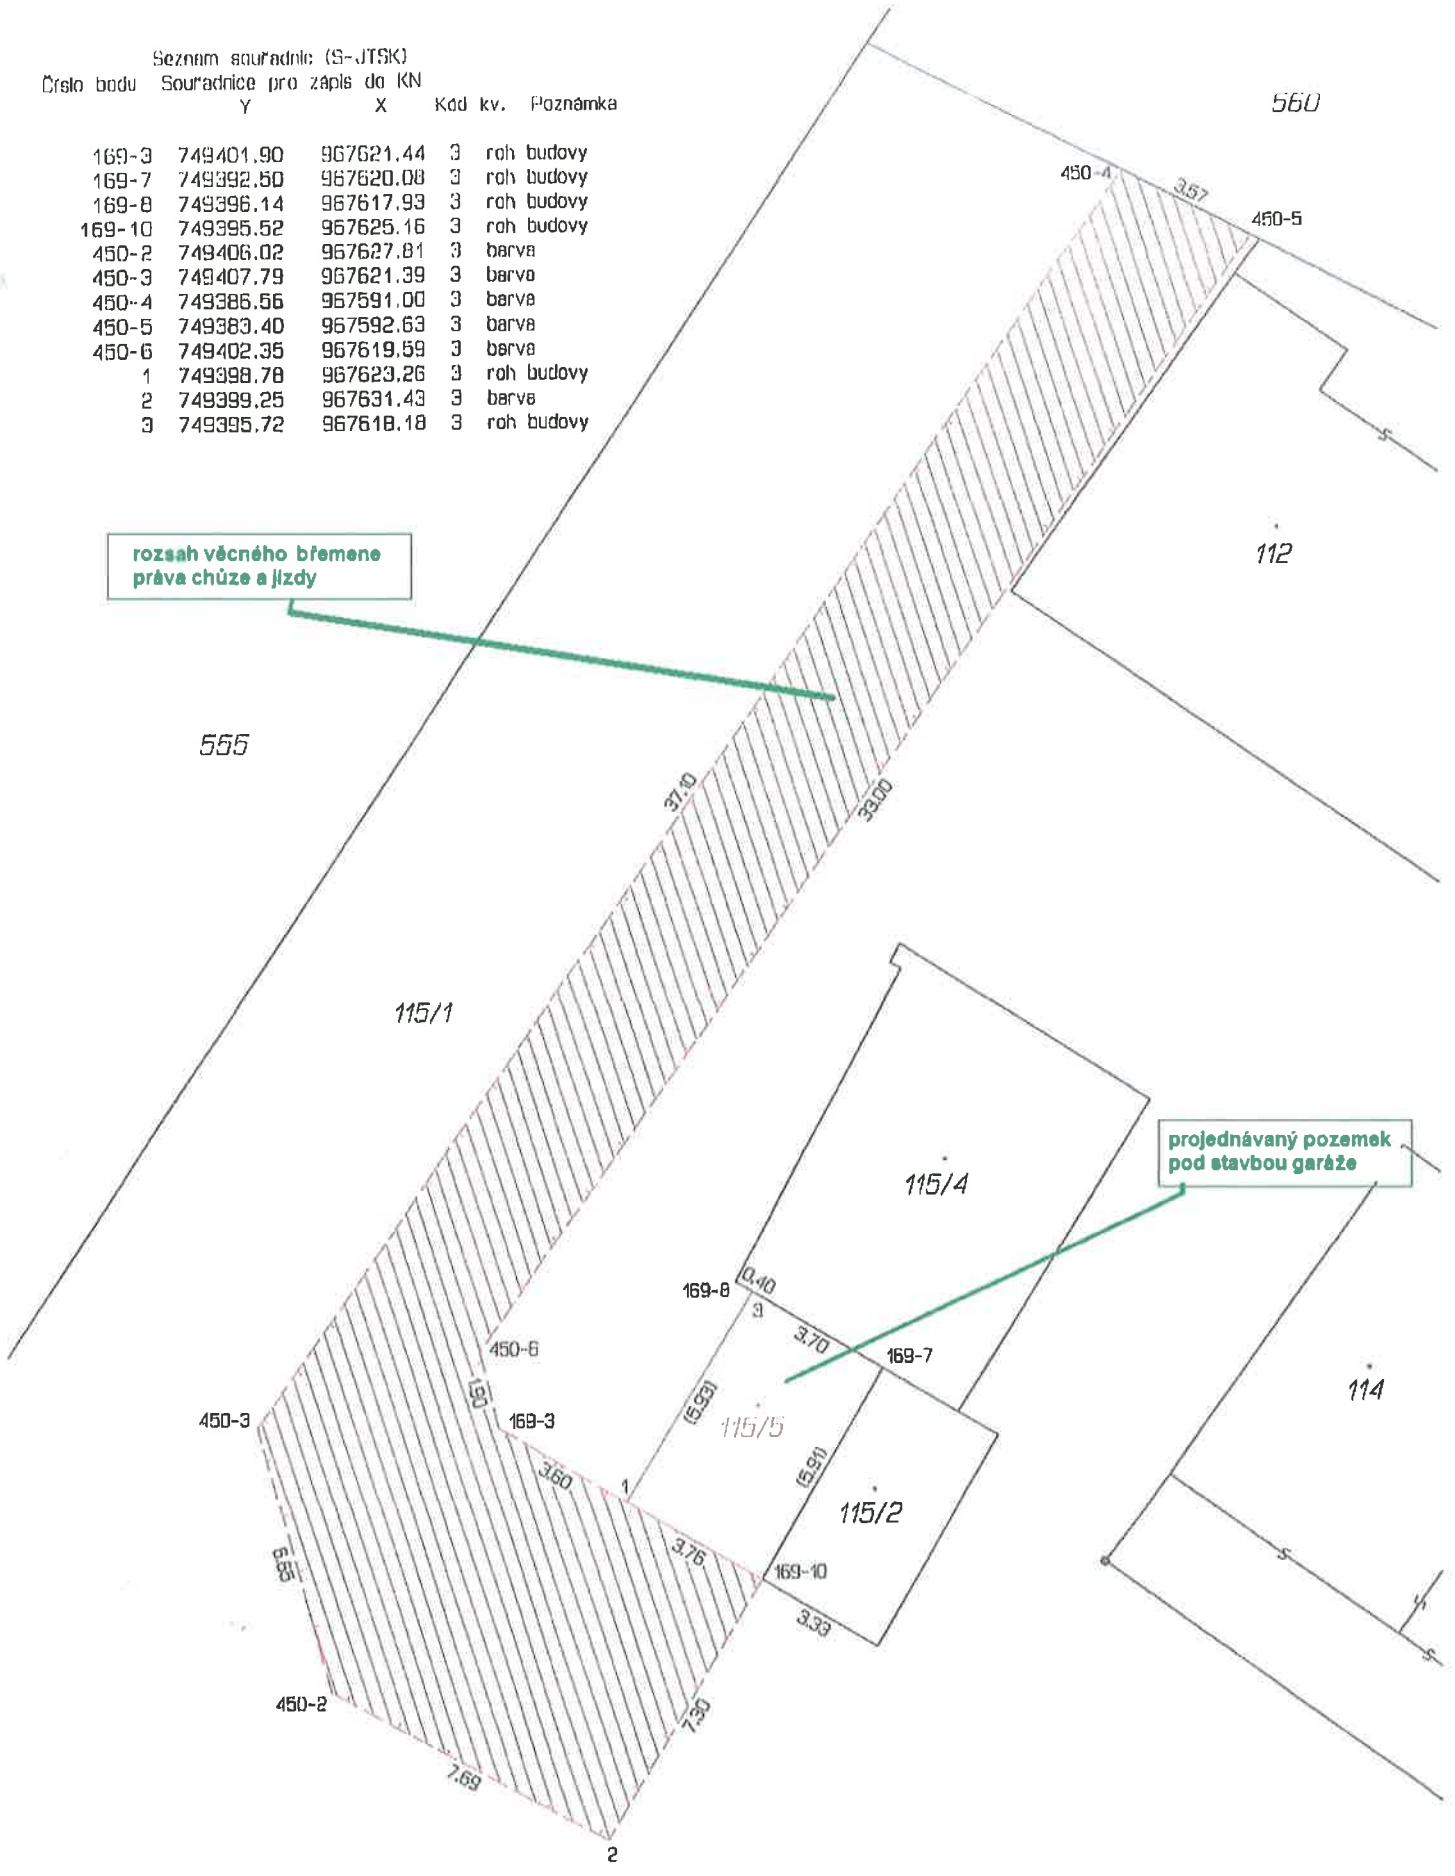 Seznam souřadnic (S-JTSK)
Číslo bodu Souřadnice pro zápis do KN
Y X Kód kv. Poznámka
169-3 749401.90 967621.44 3 roh budovy
169-7 749392.50 967620.08 3 roh budovy
169-8 749396.14 967617.93 3 roh budovy
169-10 749395.52 967625.16 3 roh budovy
450-2 749406.02 967627.81 3 barva
450-3 749407.79 967621.39 3 barva
450-4 749386.56 967591.00 3 barva
450-5 749383.40 967592.63 3 barva
450-6 749402.35 967619.59 3 barva
1 749398.78 967623.26 3 roh budovy
2 749399.25 967631.43 3 barva
3 749395.72 967618.18 3 roh budovy
560
450-4
3.57
450-5
S
112
rozsah věcného břemene
práva chůze a jízdy
555
37.10
33.00
115/1
projednávaný pozemek
pod stavbou garáže
115/4
169-8
0.40
3
3.70
169-7
450-6
1.90
450-3
169-3
(5.93)
115/5
114
3.60
1
(5.91)
115/2
3.76
169-10
6.65
3.33
S
S
S
450-2
7.30
7.69
2